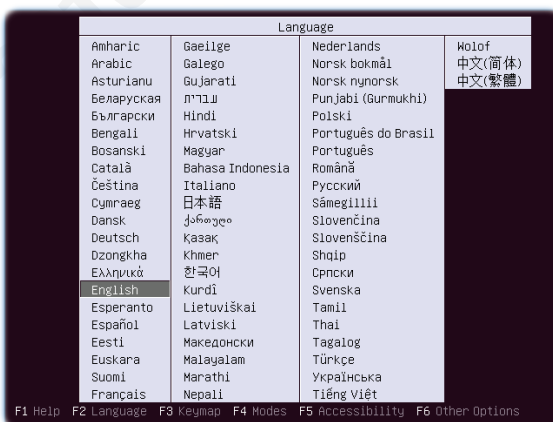 Language
Amharic
Arabic
Asturianu
Беларуская
Български
Bengali
Bosanski
Català
Čeština
Cymraeg
Dansk
Deutsch
Dzongkha
Ελληνικά
English
Esperanto
Español
Eesti
Euskara
Suomi
Français
Gaeilge
Galego
Gujarati
עברית
Hindi
Hrvatski
Magyar
Bahasa Indonesia
Italiano
日本語
ქართული
Қазақ
Khmer
한국어
Kurdî
Lietuviškai
Latviski
Македонски
Malayalam
Marathi
Nepali
Nederlands
Norsk bokmål
Norsk nynorsk
Punjabi (Gurmukhi)
Polski
Português do Brasil
Português
Română
Русский
Sámegillii
Slovenčina
Slovenščina
Shqip
Српски
Svenska
Tamil
Thai
Tagalog
Türkçe
Українська
Tiếng Việt
Wolof
中文(简体)
中文(繁體)
F1 Help F2 Language F3 Keymap F4 Modes F5 Accessibility F6 Other Options